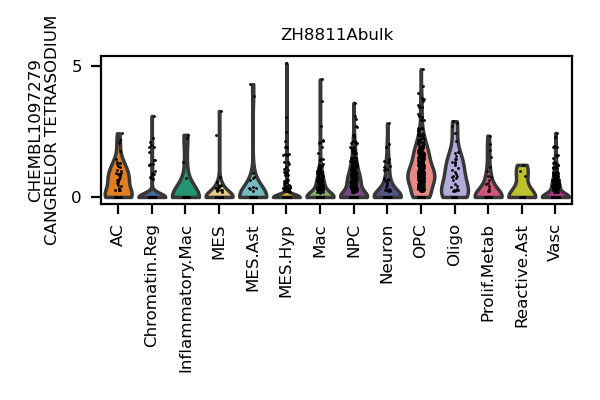 ZH8811Abulk
CHEMBL1097279
CANGRELOR TETRASODIUM
5
0
AC
Chromatin.Reg
Inflammatory.Mac
MES
MES.Ast
MES.Hyp
Mac
NPC
Neuron
OPC
Oligo
Prolif.Metab
Reactive.Ast
Vasc